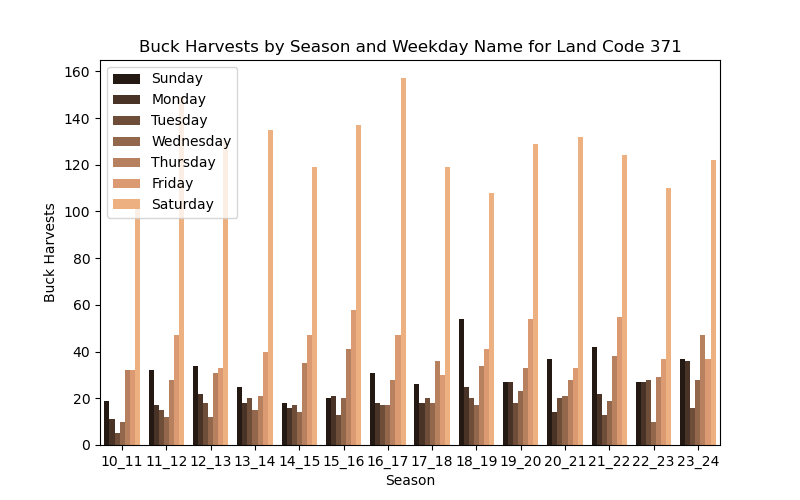 Buck Harvests by Season and Weekday Name for Land Code 371
160
140
120
100
80
60
40
20
0
Buck Harvests
Sunday
Monday
Tuesday
Wednesday
Thursday
Friday
Saturday
10_11 11_12 12_13 13_14 14_15 15_16 16_17 17_18 18_19 19_20 20_21 21_22 22_23 23_24
Season